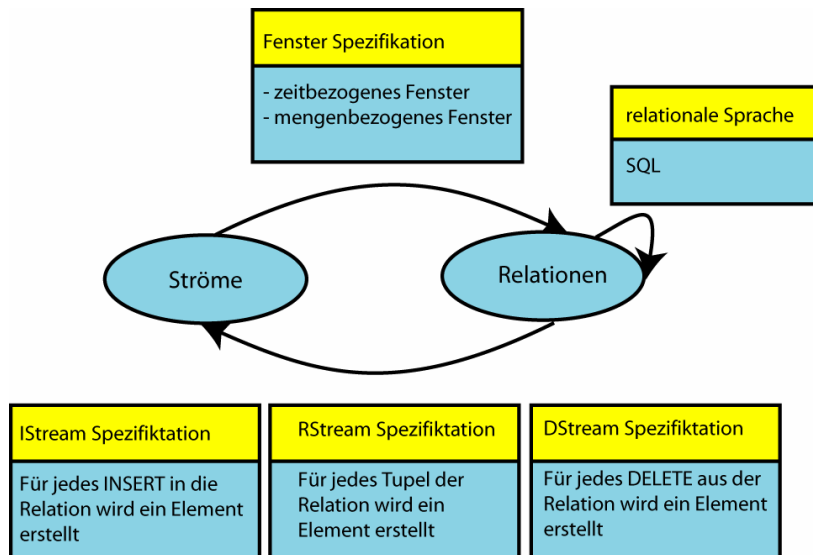 Fenster Spezifikation
- zeitbezogenes Fenster
- mengenbezogenes Fenster
relationale Sprache
SQL
Ströme
Relationen
IStream Spezifiktation
Für jedes INSERT in die
Relation wird ein Element
erstellt
RStream Spezifiktation
Für jedes Tupel der
Relation wird ein
Element erstellt
DStream Spezifiktation
Für jedes DELETE aus der
Relation wird ein Element
erstellt